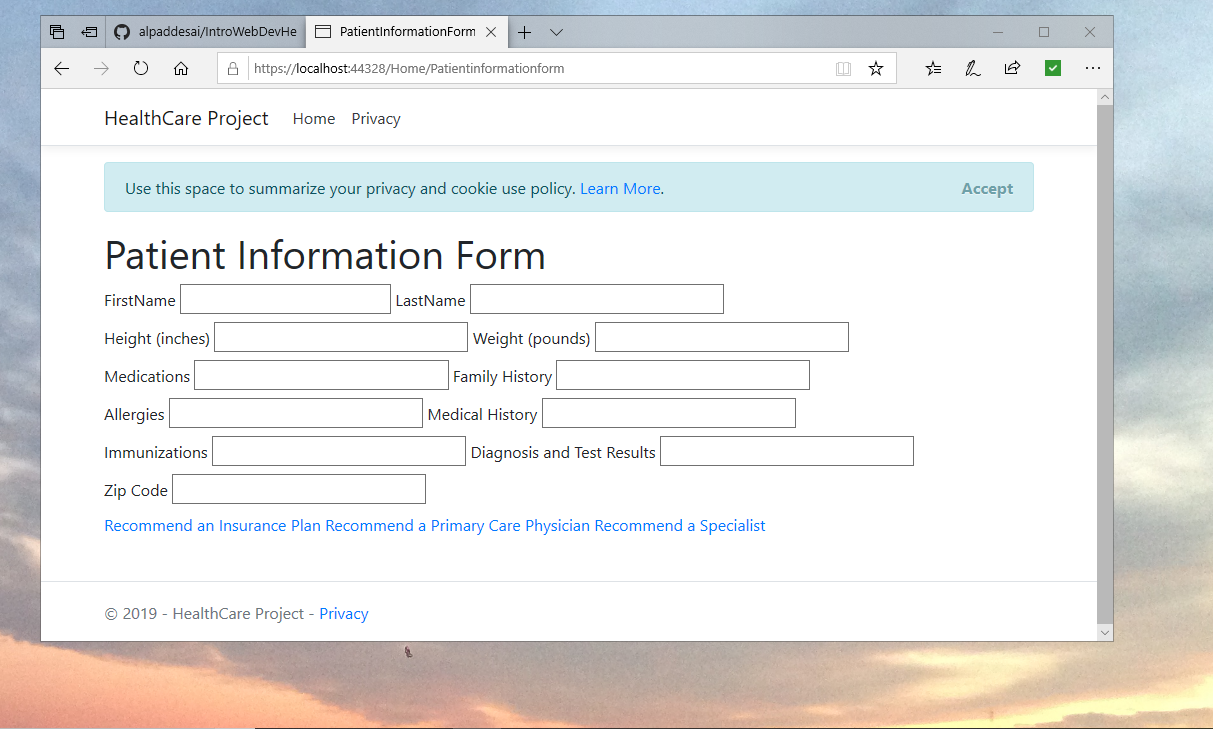 alpaddesai/IntroWebDevHe PatientInformationForm
https://localhost:44328/Home/Patientinformationform
HealthCare Project Home Privacy
Use this space to summarize your privacy and cookie use policy. Learn More. Accept
Patient Information Form
FirstName LastName
Height (inches) Weight (pounds)
Medications Family History
Allergies Medical History
Immunizations Diagnosis and Test Results
Zip Code
Recommend an Insurance Plan Recommend a Primary Care Physician Recommend a Specialist
© 2019 - HealthCare Project - Privacy